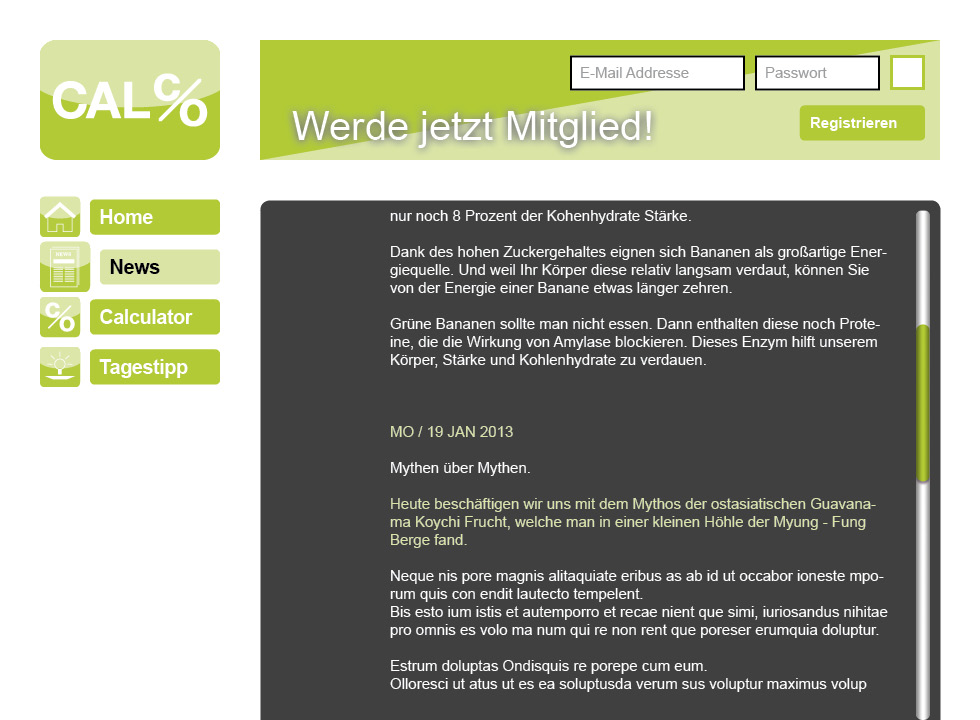 CAL C/O
E-Mail Addresse
Passwort
Werde jetzt Mitglied!
Registrieren
Home
NEWS
News
C/O
Calculator
Tagestipp
nur noch 8 Prozent der Kohenhydrate Stärke.
Dank des hohen Zuckergehaltes eignen sich Bananen als großartige Ener-
giequelle. Und weil Ihr Körper diese relativ langsam verdaut, können Sie
von der Energie einer Banane etwas länger zehren.
Grüne Bananen sollte man nicht essen. Dann enthalten diese noch Prote-
ine, die die Wirkung von Amylase blockieren. Dieses Enzym hilft unserem
Körper, Stärke und Kohlenhydrate zu verdauen.
MO / 19 JAN 2013
Mythen über Mythen.
Heute beschäftigen wir uns mit dem Mythos der ostasiatischen Guavana-
ma Koychi Frucht, welche man in einer kleinen Höhle der Myung - Fung
Berge fand.
Neque nis pore magnis alitaquiate eribus as ab id ut occabor ioneste mpo-
rum quis con endit lautecto tempelent.
Bis esto ium istis et autemporro et recae nient que simi, iuriosandus nihitae
pro omnis es volo ma num qui re non rent que poreser erumquia doluptur.
Estrum doluptas Ondisquis re porepe cum eum.
Olloresci ut atus ut es ea soluptusda verum sus voluptur maximus volup